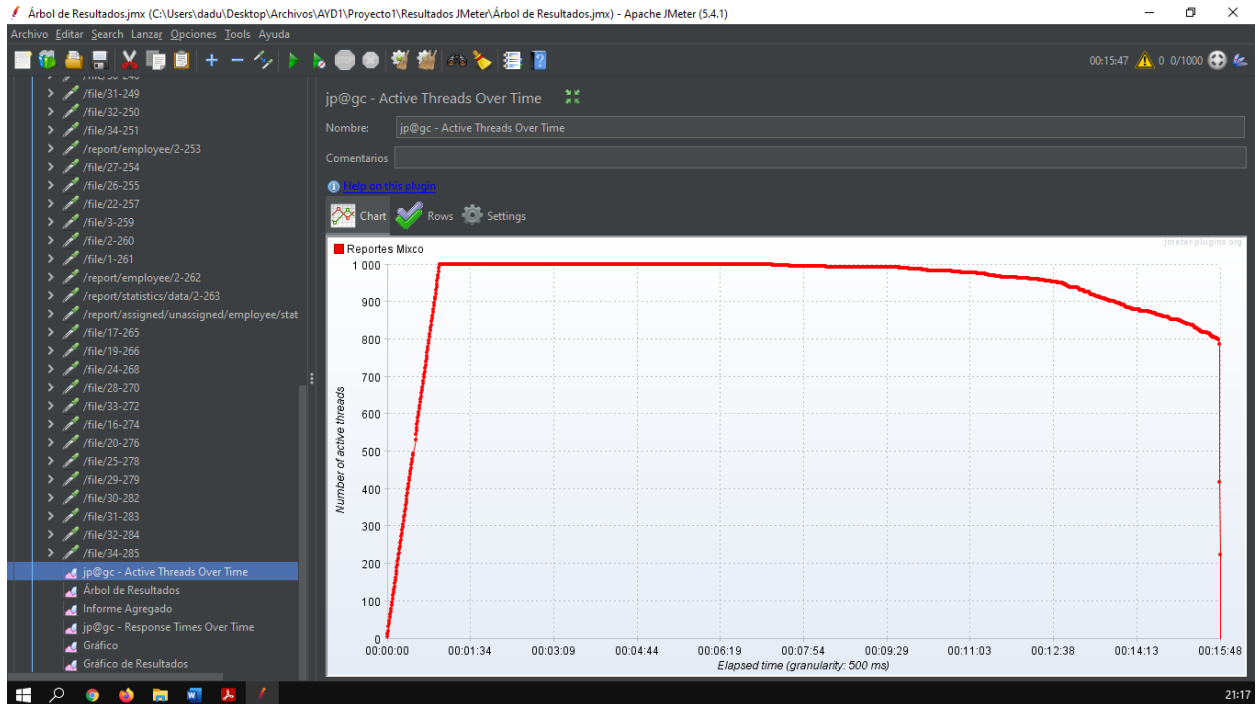 Árbol de Resultados.jmx (C:\Users\dadu\Desktop\Archivos\AYD1\Proyecto1\Resultados JMeter\Árbol de Resultados.jmx) - Apache JMeter (5.4.1)
Archivo Editar Search Lanzar Opciones Tools Ayuda
00:15:47 0 0/1000
/file/31-249
/file/32-250
/file/34-251
/report/employee/2-253
/file/27-254
/file/26-255
/file/22-257
/file/3-259
/file/2-260
/file/1-261
/report/employee/2-262
/report/statistics/data/2-263
/report/assigned/unassigned/employee/stat
/file/17-265
/file/19-266
/file/24-268
/file/28-270
/file/33-272
/file/16-274
/file/20-276
/file/25-278
/file/29-279
/file/30-282
/file/31-283
/file/32-284
/file/34-285
jp@gc - Active Threads Over Time
Árbol de Resultados
Informe Agregado
jp@gc - Response Times Over Time
Gráfico
Gráfico de Resultados
jp@gc - Active Threads Over Time
Nombre: jp@gc - Active Threads Over Time
Comentarios
Help on this plugin
Chart Rows Settings
jmeter-plugins.org
Reportes Mixco
1 000
900
800
700
600
500
400
300
200
100
0
Number of active threads
00:00:00 00:01:34 00:03:09 00:04:44 00:06:19 00:07:54 00:09:29 00:11:03 00:12:38 00:14:13 00:15:48
Elapsed time (granularity: 500 ms)
21:17